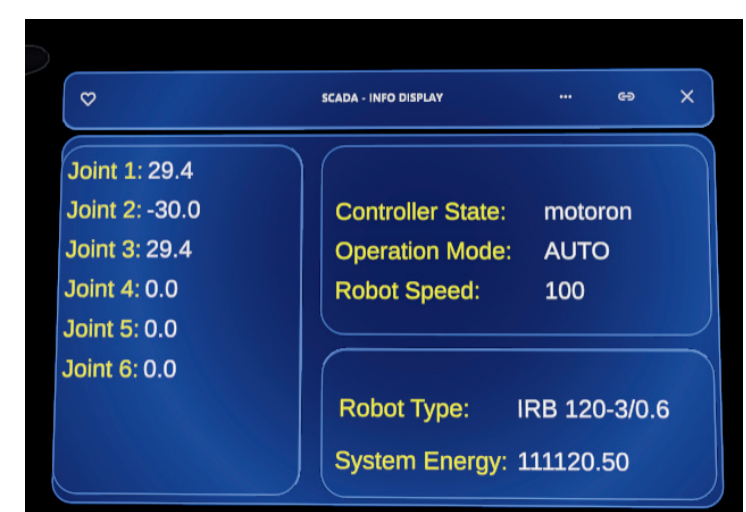 SCADA - INFO DISPLAY
Joint 1: 29.4
Joint 2: -30.0
Joint 3: 29.4
Joint 4: 0.0
Joint 5: 0.0
Joint 6: 0.0
Controller State: motoron
Operation Mode: AUTO
Robot Speed: 100
Robot Type: IRB 120-3/0.6
System Energy: 111120.50